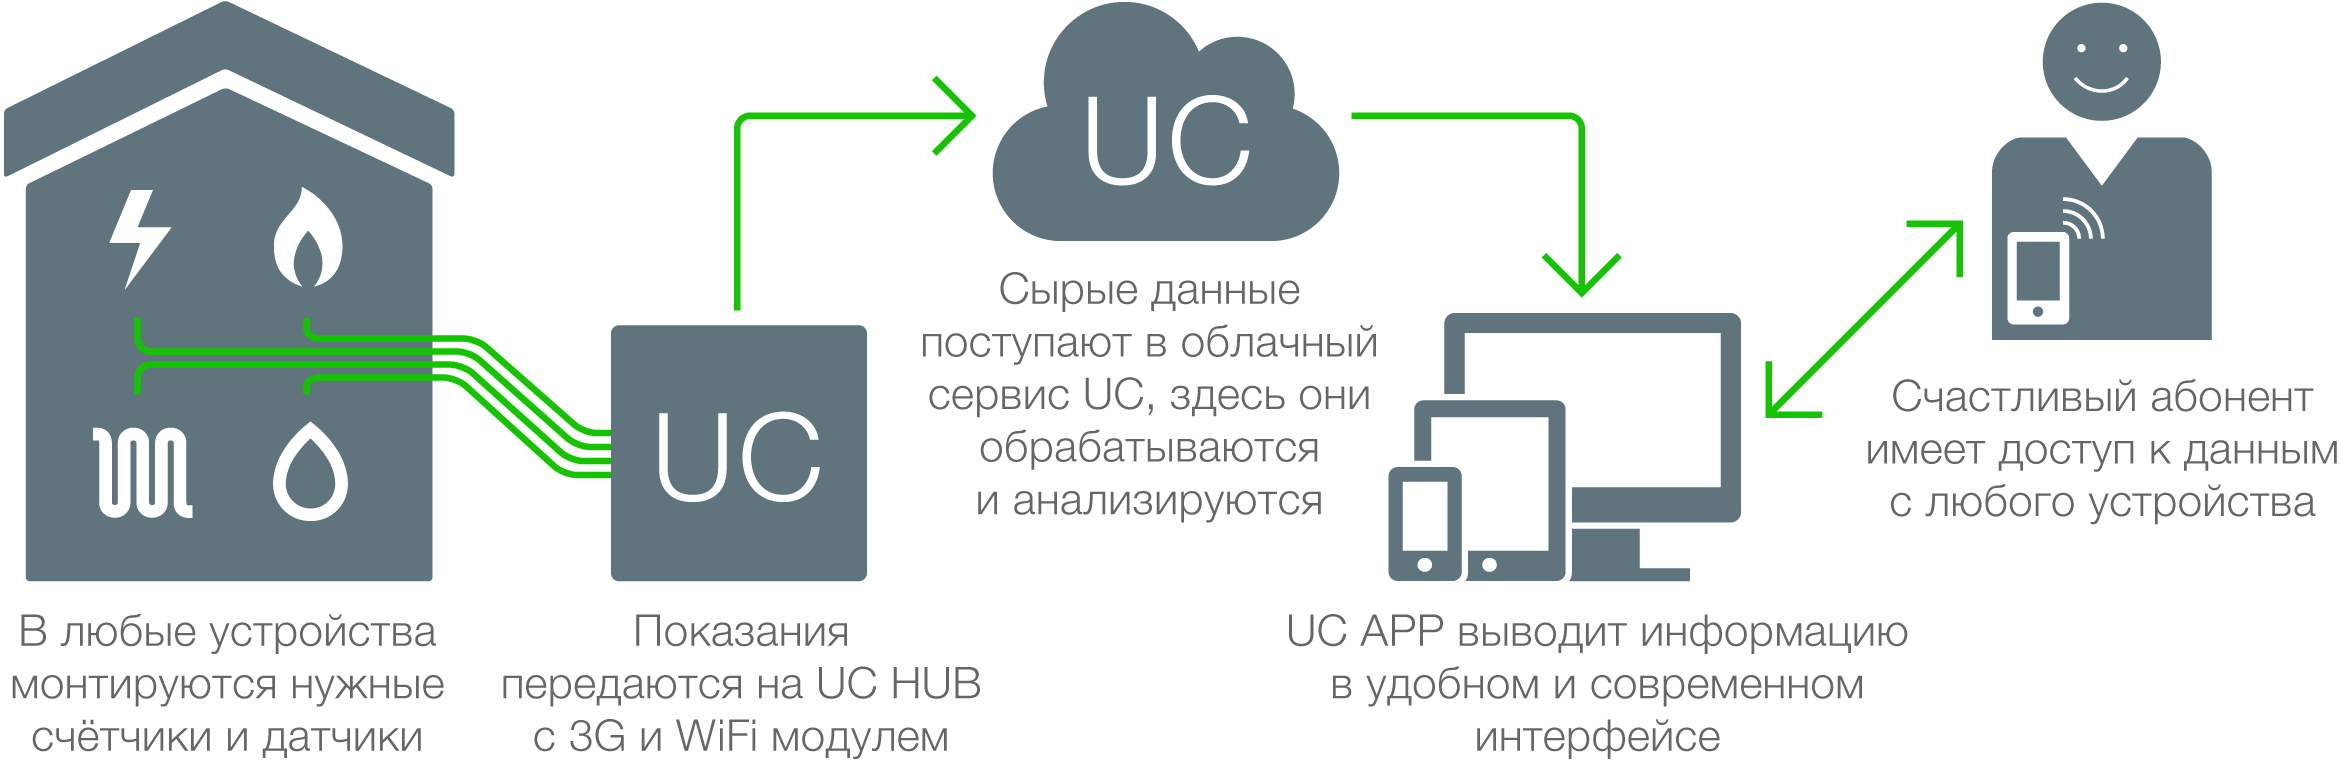 В любые устройства
монтируются нужные
счётчики и датчики
UC
Показания
передаются на UC HUB
с 3G и WiFi модулем
UC
Сырые данные
поступают в облачный
сервис UC, здесь они
обрабатываются
и анализируются
UC APP выводит информацию
в удобном и современном
интерфейсе
Счастливый абонент
имеет доступ к данным
с любого устройства